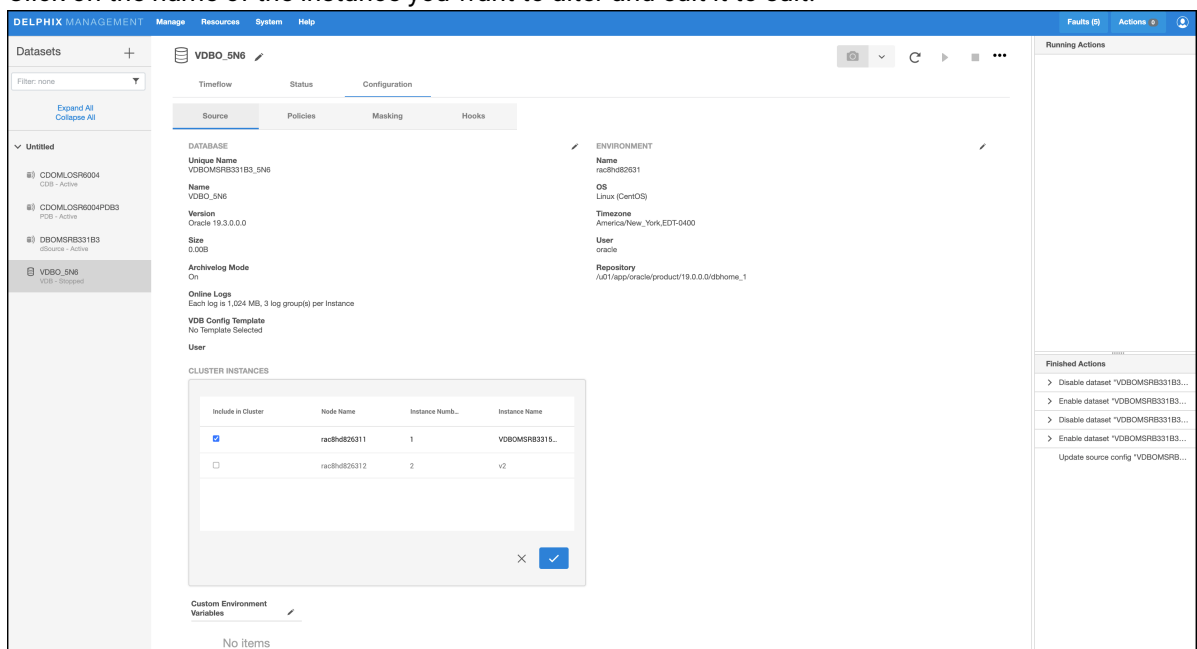 Click on the name of the instance you want to alter and edit it to edit.
DELPHIX MANAGEMENT Manage Resources System Help Faults (5) Actions 0
Datasets
Filter: none
Expand All
Collapse All
Untitled
CDOMLOSR6004
CDB - Active
CDOMLOSR6004PDB3
PDB - Active
DBOMSRB331B3
dSource - Active
VDBO_5N6
VDB - Stopped
VDBO_5N6
Timeflow Status Configuration
Source Policies Masking Hooks
DATABASE
Unique Name
VDBOMSRB331B3_5N6
Name
VDBO_5N6
Version
Oracle 19.3.0.0.0
Size
0.00B
Archivelog Mode
On
Online Logs
Each log is 1,024 MB, 3 log group(s) per Instance
VDB Config Template
No Template Selected
User
ENVIRONMENT
Name
rac8hd82631
OS
Linux (CentOS)
Timezone
America/New_York,EDT-0400
User
oracle
Repository
/u01/app/oracle/product/19.0.0.0/dbhome_1
CLUSTER INSTANCES
Include in Cluster Node Name Instance Numb... Instance Name
rac8hd826311 1 VDBOMSRB3315...
rac8hd826312 2 v2
Custom Environment
Variables
No items
Running Actions
Finished Actions
Disable dataset "VDBOMSRB331B3...
Enable dataset "VDBOMSRB331B3...
Disable dataset "VDBOMSRB331B3...
Enable dataset "VDBOMSRB331B3...
Update source config "VDBOMSRB...